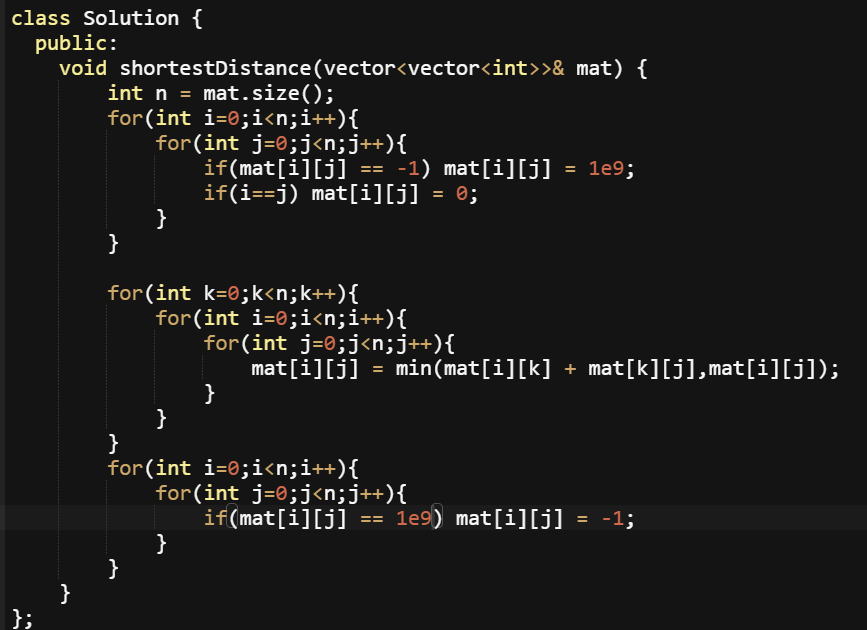 class Solution {
  public:
    void shortestDistance(vector<vector<int>>& mat) {
        int n = mat.size();
        for(int i=0;i<n;i++){
            for(int j=0;j<n;j++){
                if(mat[i][j] == -1) mat[i][j] = 1e9;
                if(i==j) mat[i][j] = 0;
            }
        }
        for(int k=0;k<n;k++){
            for(int i=0;i<n;i++){
                for(int j=0;j<n;j++){
                    mat[i][j] = min(mat[i][k] + mat[k][j],mat[i][j]);
                }
            }
        }
        for(int i=0;i<n;i++){
            for(int j=0;j<n;j++){
                if(mat[i][j] == 1e9) mat[i][j] = -1;
            }
        }
    }
};